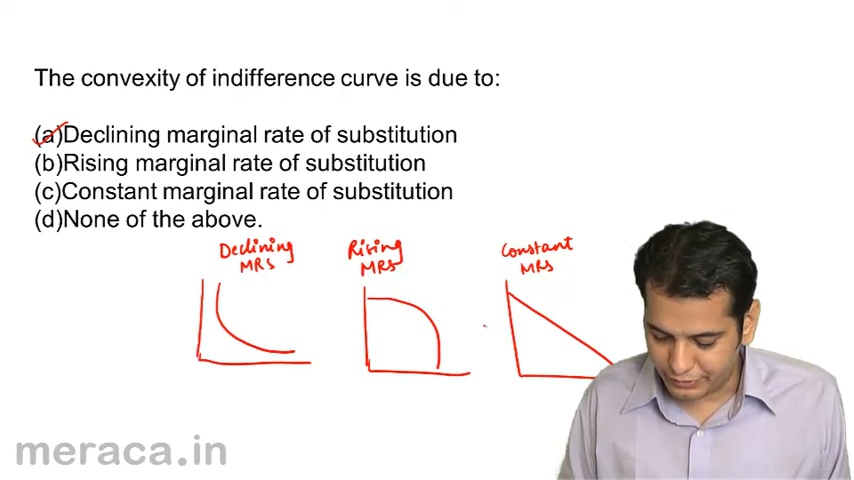 The convexity of indifference curve is due to:
(a)Declining marginal rate of substitution
(b)Rising marginal rate of substitution
(c)Constant marginal rate of substitution
(d)None of the above.
Declining
MRS
Rising
MRS
Constant
MRS
meraca.in